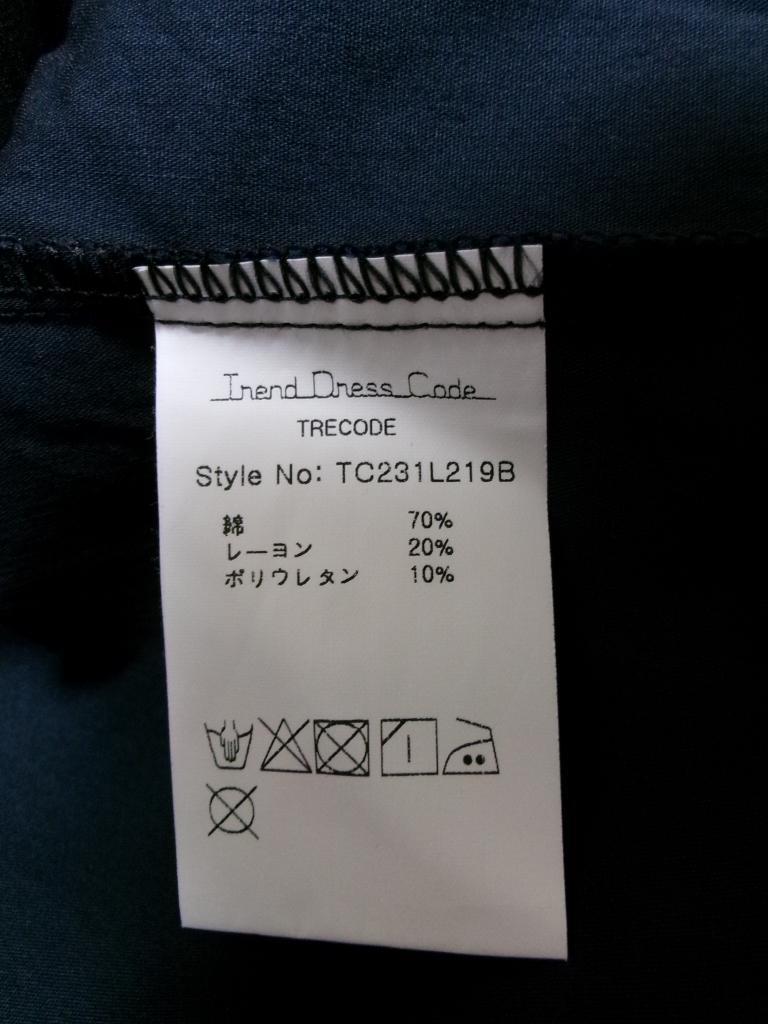 Trend Dress Code
TRECODE
Style No: TC231L219B
綿 70%
レーヨン 20%
ポリウレタン 10%